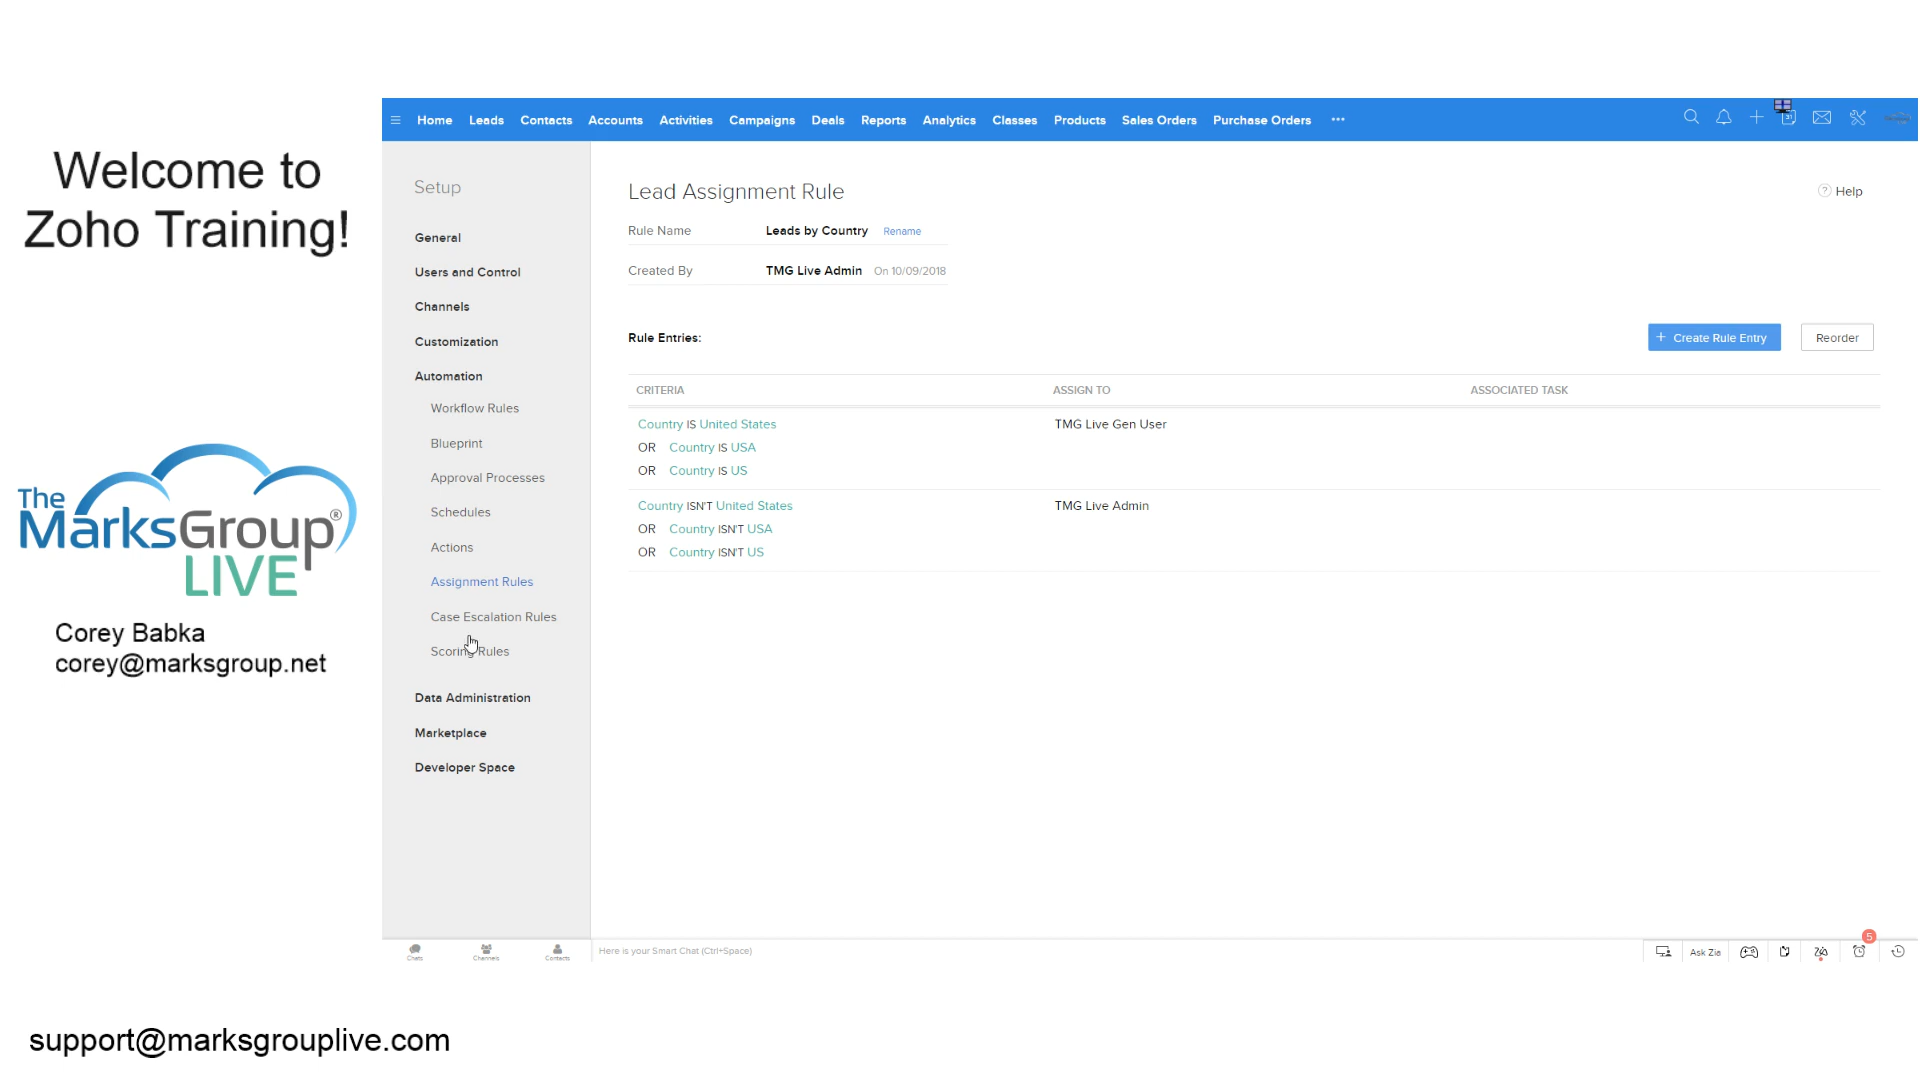 Welcome to
Zoho Training!
The
MarksGroup®
LIVE
Corey Babka
corey@marksgroup.net
support@marksgrouplive.com
Home Leads Contacts Accounts Activities Campaigns Deals Reports Analytics Classes Products Sales Orders Purchase Orders ...
31
Setup
General
Users and Control
Channels
Customization
Automation
Workflow Rules
Blueprint
Approval Processes
Schedules
Actions
Assignment Rules
Case Escalation Rules
Scoring Rules
Data Administration
Marketplace
Developer Space
Lead Assignment Rule
? Help
Rule Name Leads by Country Rename
Created By TMG Live Admin On 10/09/2018
Rule Entries:
+ Create Rule Entry Reorder
CRITERIA ASSIGN TO ASSOCIATED TASK
Country IS United States TMG Live Gen User
OR Country IS USA
OR Country IS US
Country ISN'T United States TMG Live Admin
OR Country ISN'T USA
OR Country ISN'T US
Chats Channels Contacts
Here is your Smart Chat (Ctrl+Space)
Ask Zia
5